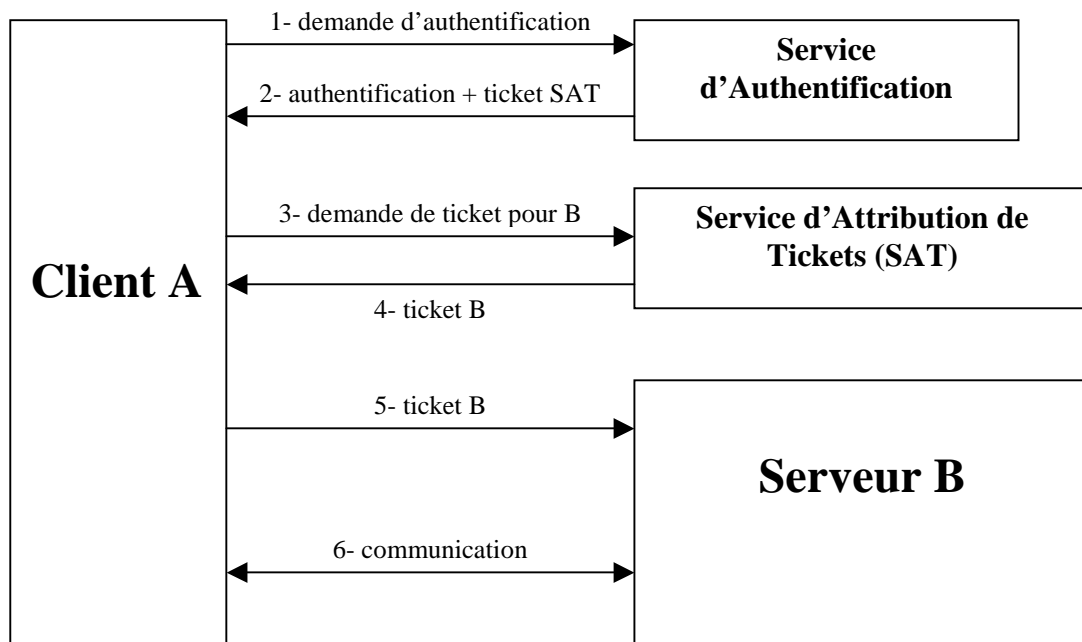 1- demande d’authentification
Service
d’Authentification
2- authentification + ticket SAT
3- demande de ticket pour B
Service d’Attribution de
Tickets (SAT)
Client A
4- ticket B
5- ticket B
Serveur B
6- communication